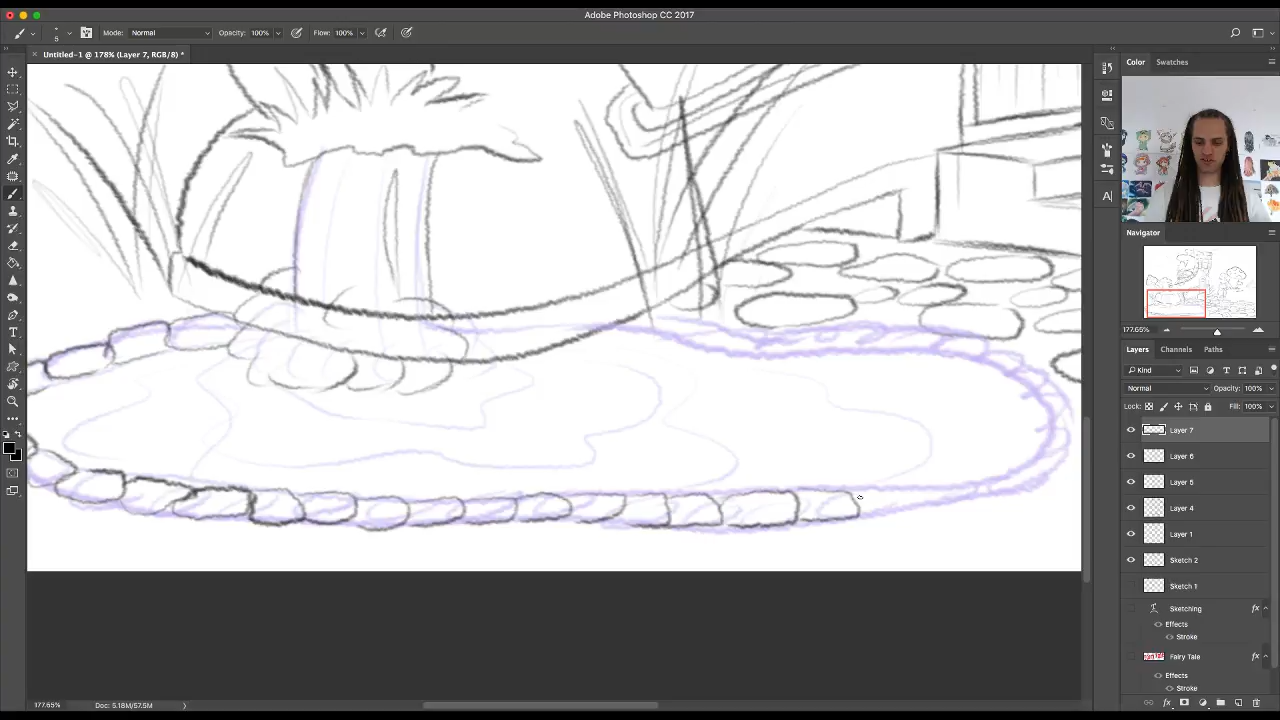 Adobe Photoshop CC 2017
5
Mode: Normal
Opacity: 100%
Flow: 100%
× Untitled-1 @ 178% (Layer 7, RGB/8) *
Color
Swatches
Navigator
177.65%
Layers
Channels
Paths
Kind
Normal
Opacity: 100%
Lock:
Fill: 100%
Layer 7
Layer 6
Layer 5
Layer 4
Layer 1
Sketch 2
Sketch 1
Sketching
fx
Effects
Stroke
Fairy Tale
fx
Effects
Stroke
177.65%
Doc: 5.18M/57.5M